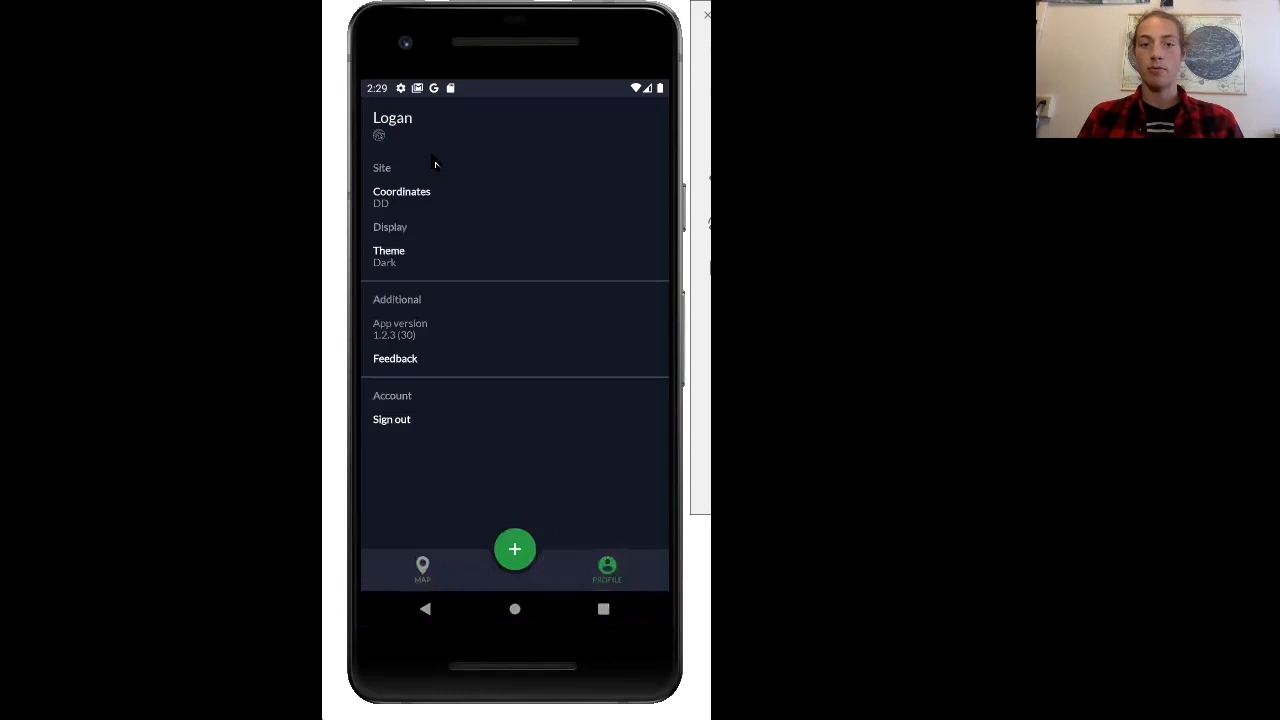 2:29
Logan
Site
Coordinates
DD
Display
Theme
Dark
Additional
App version
1.2.3 (30)
Feedback
Account
Sign out
MAP
PROFILE